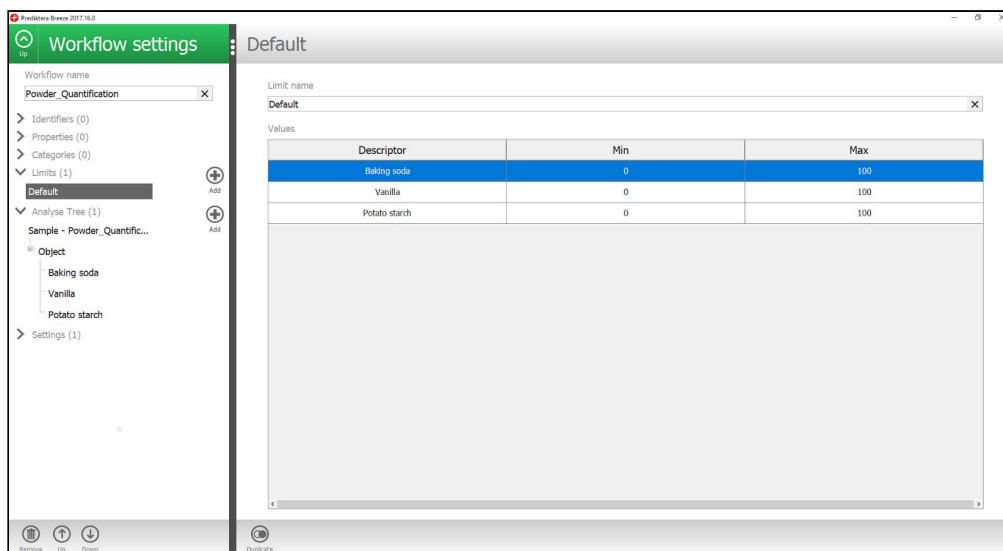 Prediktera Breeze 2017.16.0
Up
Workflow settings
Workflow name
Powder_Quantification
Identifiers (0)
Properties (0)
Categories (0)
Limits (1)
Add
Default
Analyse Tree (1)
Add
Sample - Powder_Quantific...
Object
Baking soda
Vanilla
Potato starch
Settings (1)
Remove Up Down
Default
Limit name
Default
Values
Descriptor Min Max
Baking soda 0 100
Vanilla 0 100
Potato starch 0 100
Duplicate